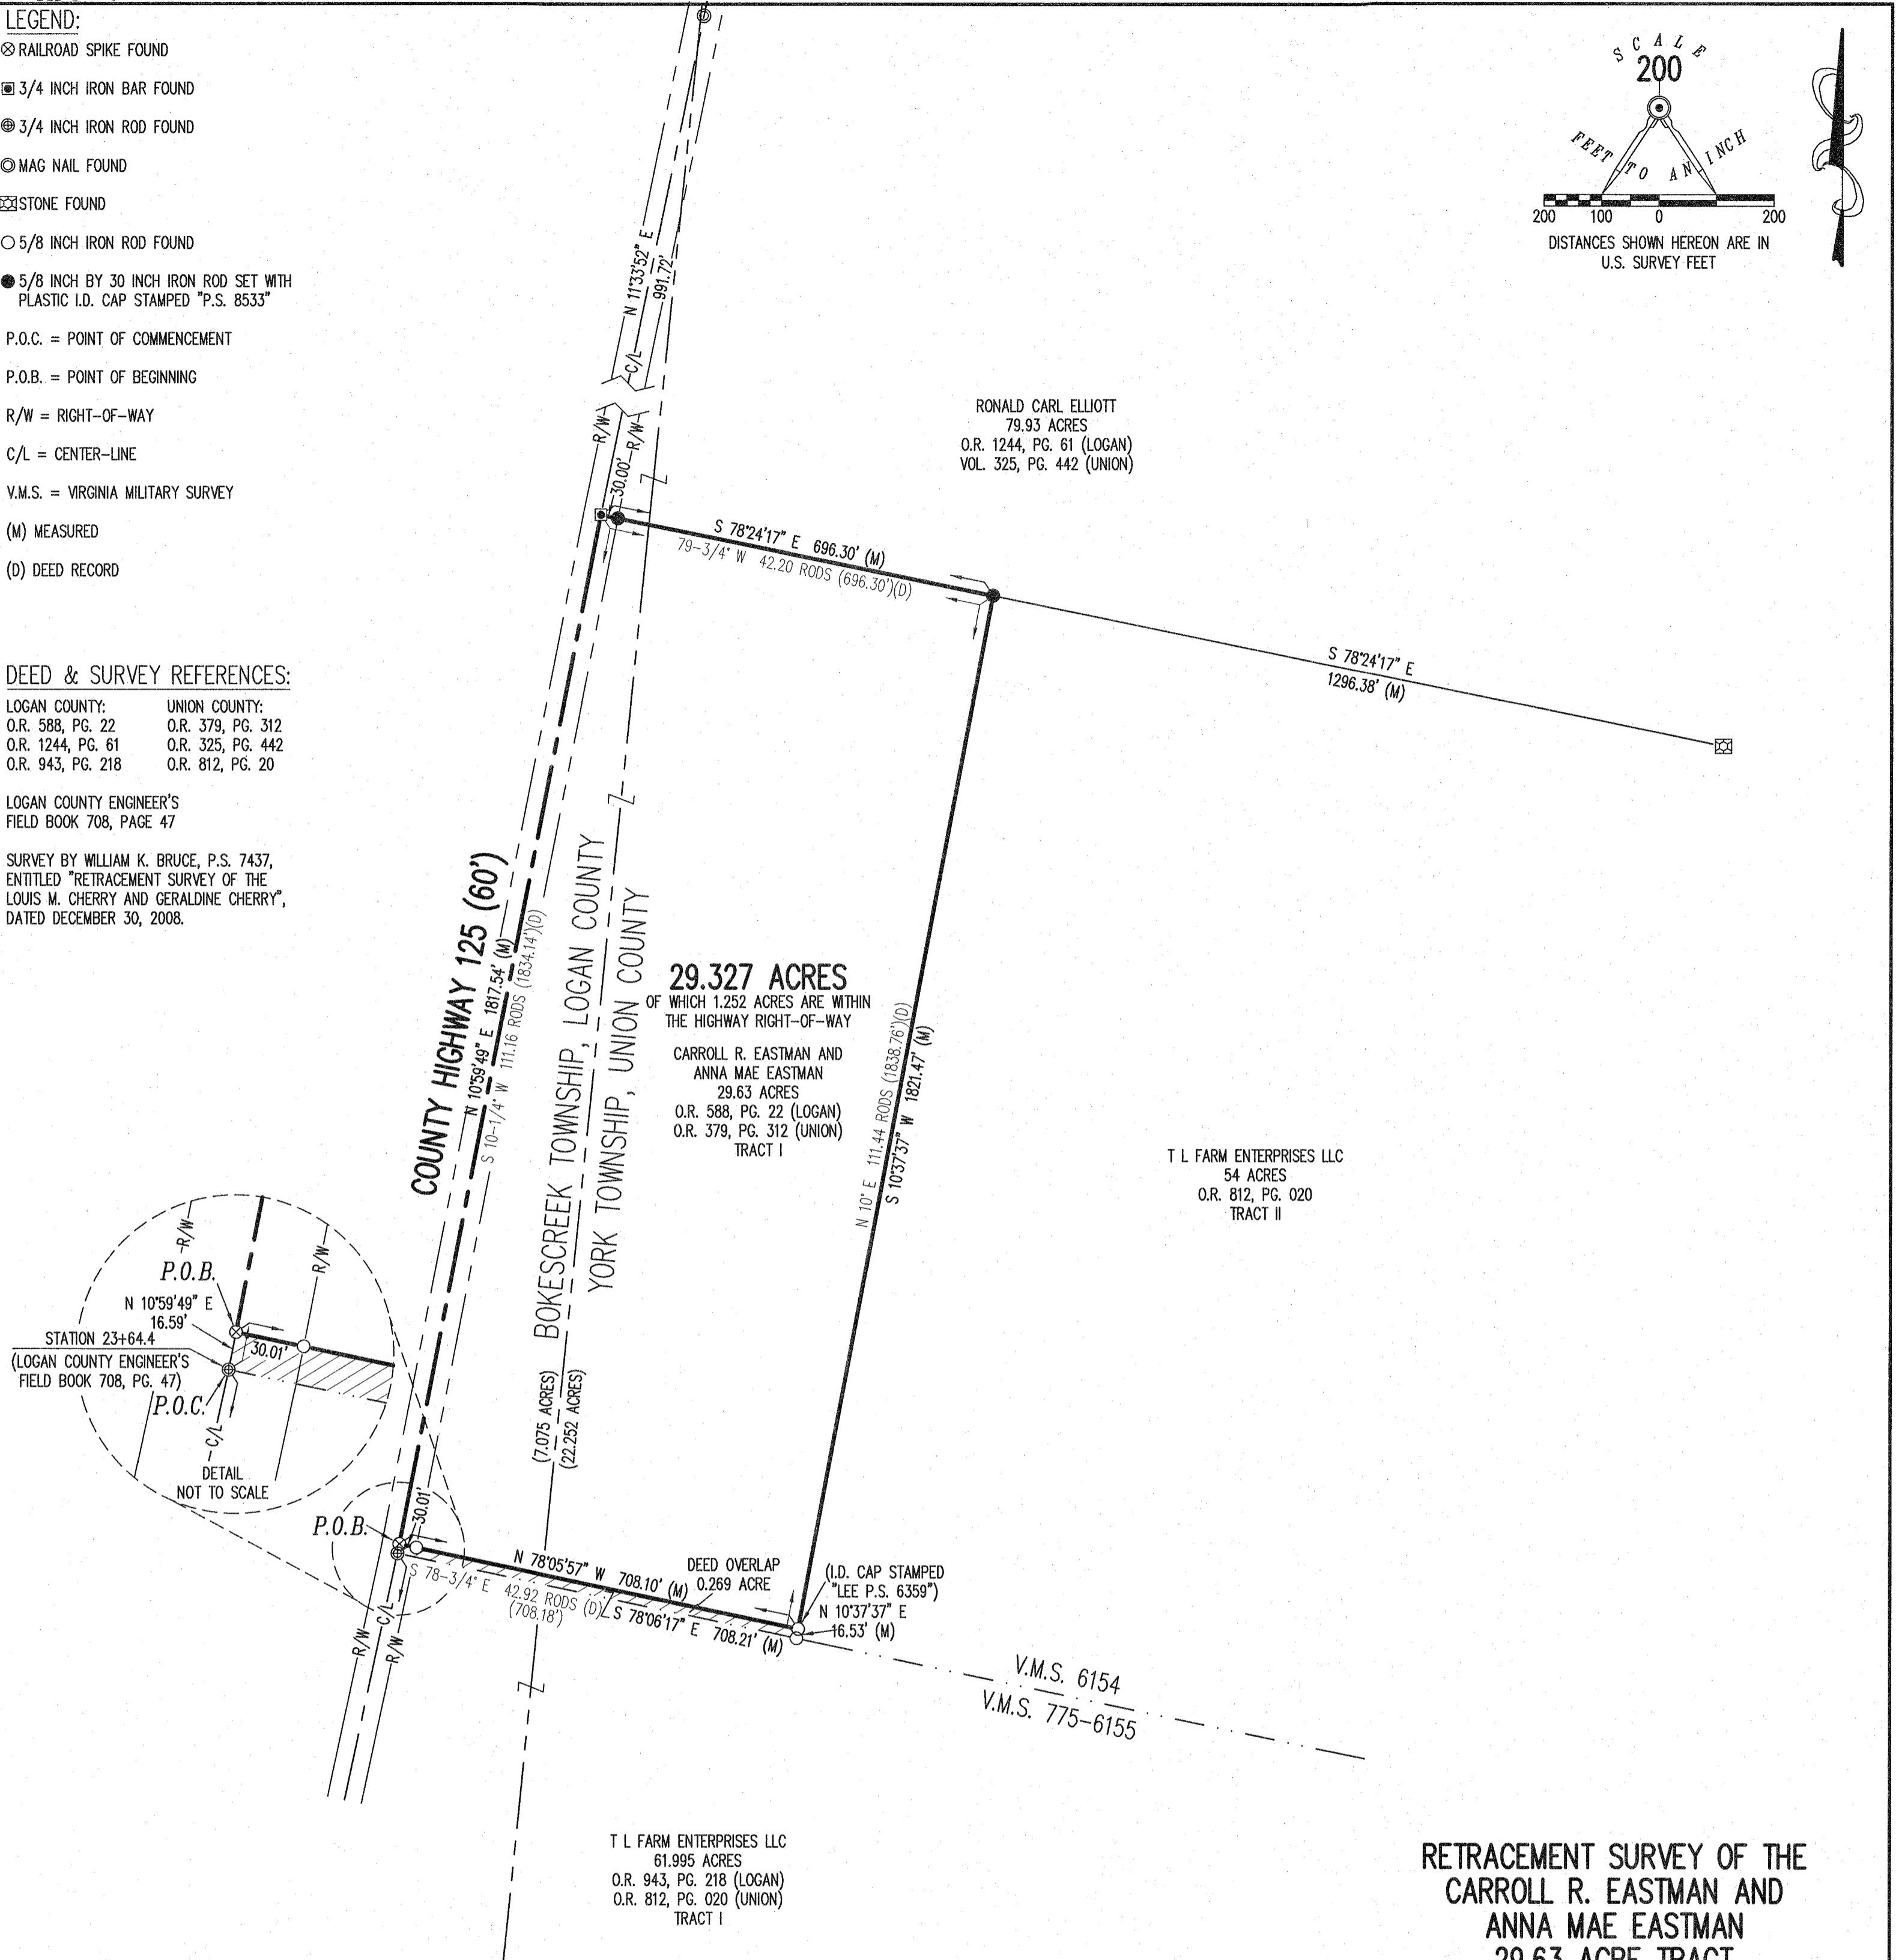 LEGEND:
RAILROAD SPIKE FOUND
3/4 INCH IRON BAR FOUND
3/4 INCH IRON ROD FOUND
MAG NAIL FOUND
STONE FOUND
5/8 INCH IRON ROD FOUND
5/8 INCH BY 30 INCH IRON ROD SET WITH
PLASTIC I.D. CAP STAMPED "P.S. 8533"
P.O.C. = POINT OF COMMENCEMENT
P.O.B. = POINT OF BEGINNING
R/W = RIGHT-OF-WAY
C/L = CENTER-LINE
V.M.S. = VIRGINIA MILITARY SURVEY
(M) MEASURED
(D) DEED RECORD
DEED & SURVEY REFERENCES:
LOGAN COUNTY: UNION COUNTY:
O.R. 588, PG. 22 O.R. 379, PG. 312
O.R. 1244, PG. 61 O.R. 325, PG. 442
O.R. 943, PG. 218 O.R. 812, PG. 20
LOGAN COUNTY ENGINEER'S
FIELD BOOK 708, PAGE 47
SURVEY BY WILLIAM K. BRUCE, P.S. 7437,
ENTITLED "RETRACEMENT SURVEY OF THE
LOUIS M. CHERRY AND GERALDINE CHERRY",
DATED DECEMBER 30, 2008.
SCALE
200
FEET TO AN INCH
200 100 0 200
DISTANCES SHOWN HEREON ARE IN
U.S. SURVEY FEET
N 11°33'52" E
991.72'
C/L
R/W
R/W
30.00'
RONALD CARL ELLIOTT
79.93 ACRES
O.R. 1244, PG. 61 (LOGAN)
VOL. 325, PG. 442 (UNION)
S 78°24'17" E 696.30' (M)
79-3/4° W 42.20 RODS (696.30')(D)
S 78°24'17" E
1296.38' (M)
COUNTY HIGHWAY 125 (60')
N 10°59'49" E 1817.54' (M)
S 10-1/4° W 111.16 RODS (1834.14')(D)
BOKESCREEK TOWNSHIP, LOGAN COUNTY
YORK TOWNSHIP, UNION COUNTY
(7.075 ACRES)
(22.252 ACRES)
29.327 ACRES
OF WHICH 1.252 ACRES ARE WITHIN
THE HIGHWAY RIGHT-OF-WAY
CARROLL R. EASTMAN AND
ANNA MAE EASTMAN
29.63 ACRES
O.R. 588, PG. 22 (LOGAN)
O.R. 379, PG. 312 (UNION)
TRACT I
N 10° E 111.44 RODS (1838.76')(D)
S 10°37'37" W 1821.47' (M)
T L FARM ENTERPRISES LLC
54 ACRES
O.R. 812, PG. 020
TRACT II
R/W
R/W
P.O.B.
N 10°59'49" E
16.59'
STATION 23+64.4
(LOGAN COUNTY ENGINEER'S
FIELD BOOK 708, PG. 47)
30.01'
P.O.C.
C/L
DETAIL
NOT TO SCALE
P.O.B.
30.01'
N 78°05'57" W 708.10' (M)
DEED OVERLAP
0.269 ACRE
S 78-3/4° E 42.92 RODS (D)
(708.18')
S 78°06'17" E 708.21' (M)
(I.D. CAP STAMPED
"LEE P.S. 6359")
N 10°37'37" E
16.53' (M)
R/W
C/L
R/W
V.M.S. 6154
V.M.S. 775-6155
T L FARM ENTERPRISES LLC
61.995 ACRES
O.R. 943, PG. 218 (LOGAN)
O.R. 812, PG. 020 (UNION)
TRACT I
RETRACEMENT SURVEY OF THE
CARROLL R. EASTMAN AND
ANNA MAE EASTMAN
29.63 ACRE TRACT